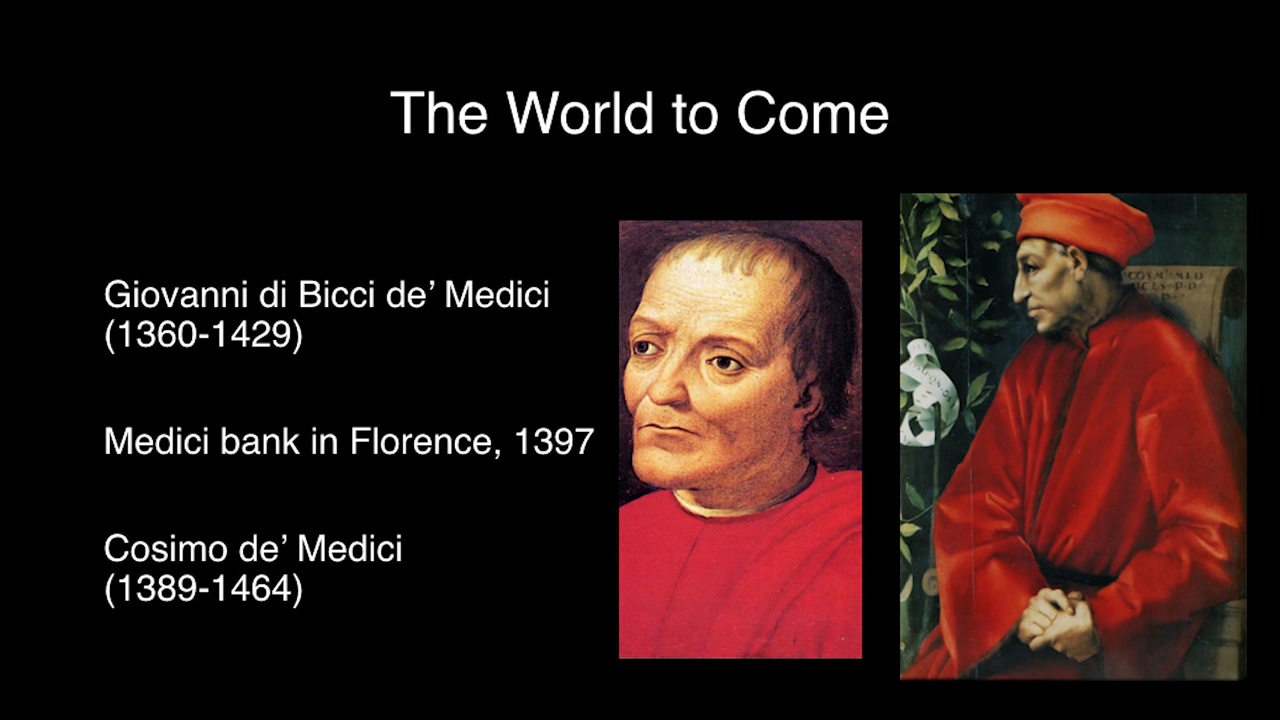 The World to Come
Giovanni di Bicci de’ Medici
(1360-1429)
Medici bank in Florence, 1397
Cosimo de’ Medici
(1389-1464)